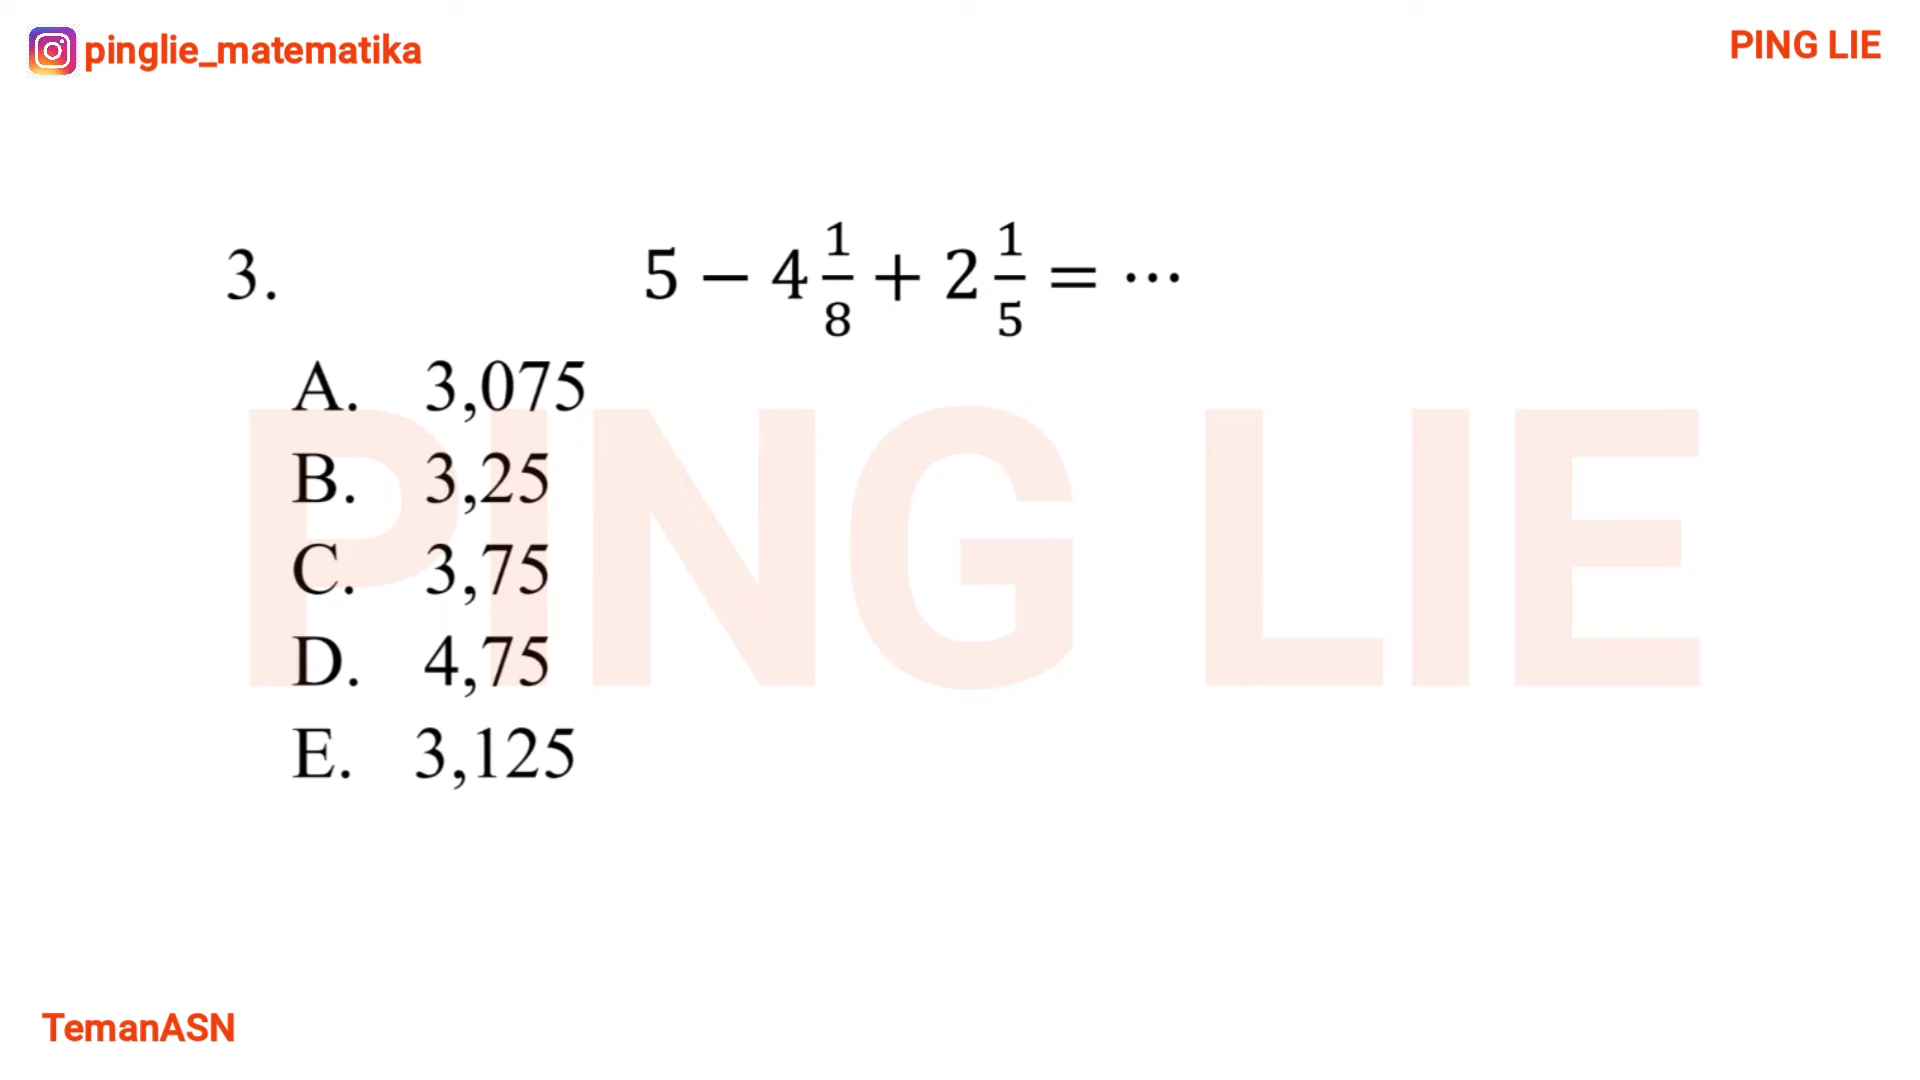 pinglie_matematika
PING LIE
3. 5 − 4 1/8 + 2 1/5 = ⋯
A. 3,075
B. 3,25
C. 3,75
D. 4,75
E. 3,125
PING LIE
TemanASN